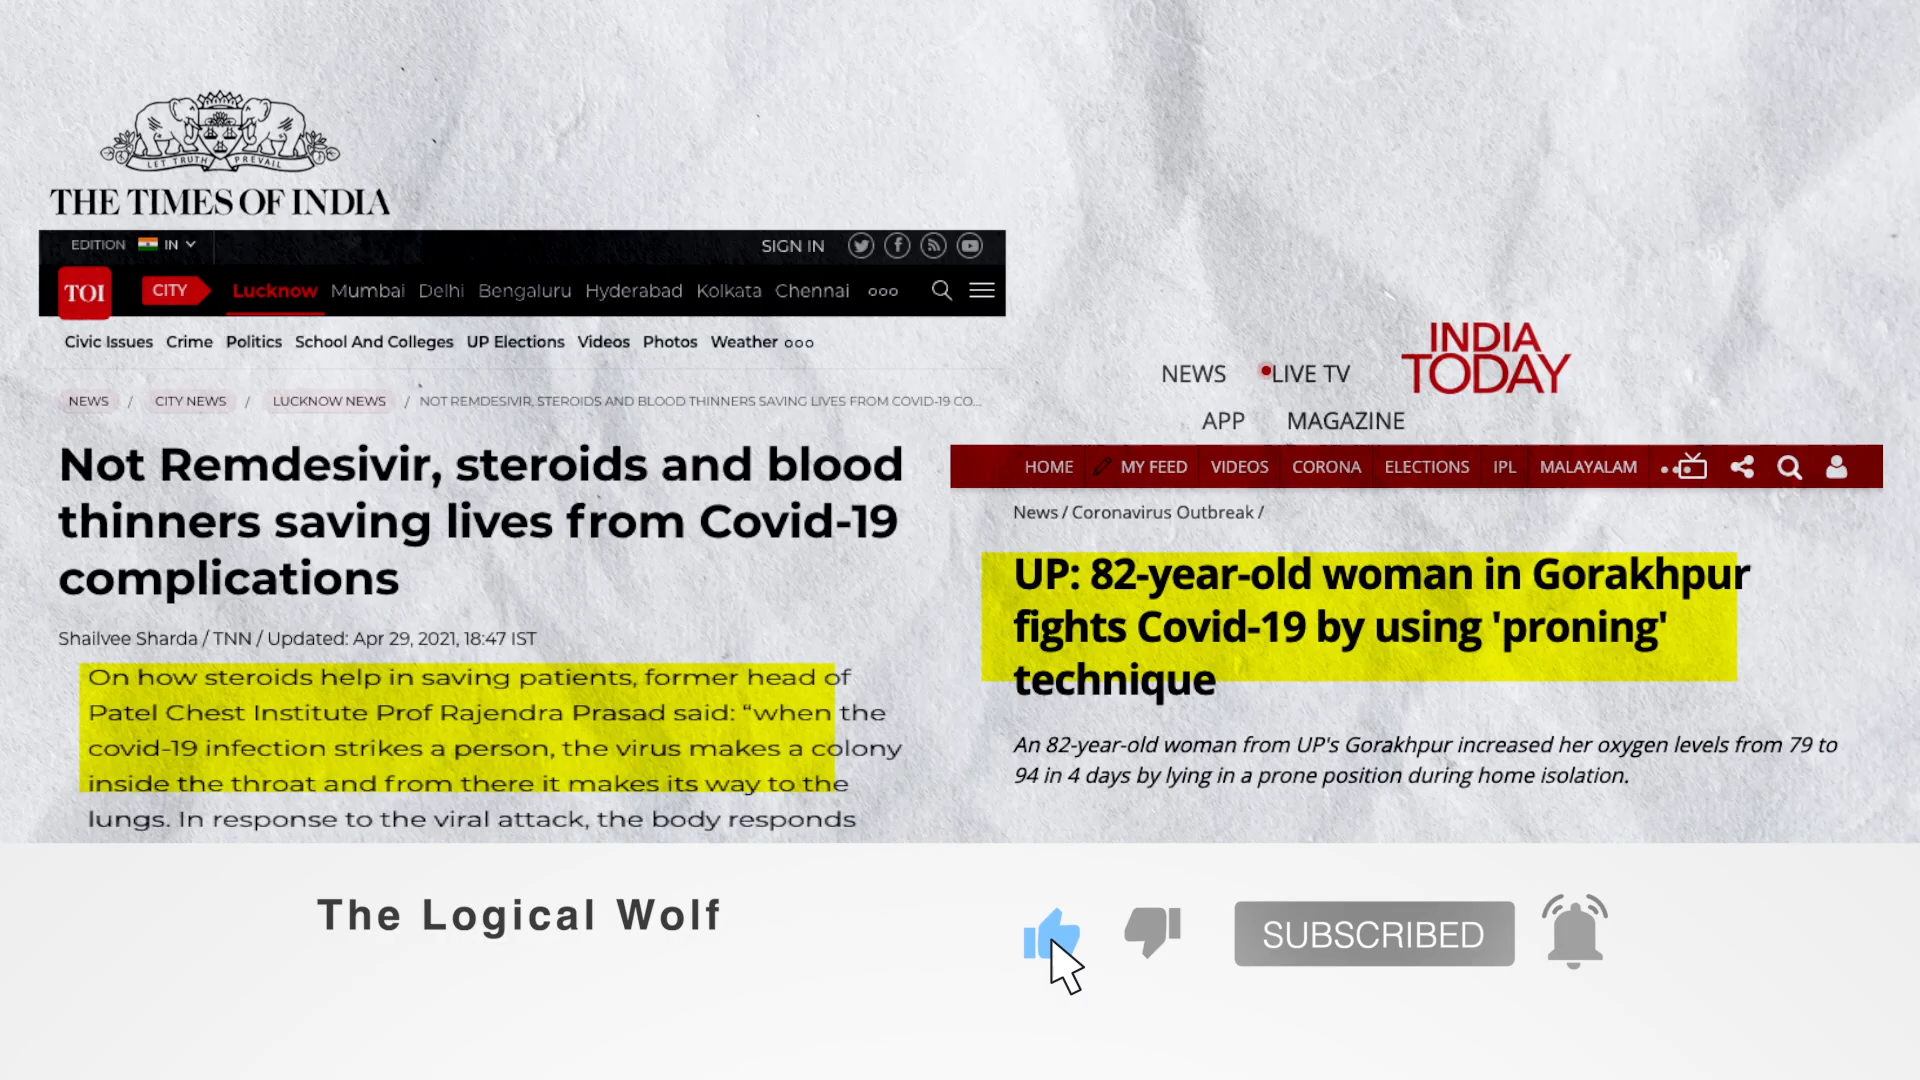 LET TRUTH PREVAIL
THE TIMES OF INDIA
EDITION IN SIGN IN
TOI CITY Lucknow Mumbai Delhi Bengaluru Hyderabad Kolkata Chennai
Civic Issues Crime Politics School And Colleges UP Elections Videos Photos Weather
NEWS / CITY NEWS / LUCKNOW NEWS / NOT REMDESIVIR, STEROIDS AND BLOOD THINNERS SAVING LIVES FROM COVID-19 CO...
Not Remdesivir, steroids and blood
thinners saving lives from Covid-19
complications
Shailvee Sharda / TNN / Updated: Apr 29, 2021, 18:47 IST
On how steroids help in saving patients, former head of
Patel Chest Institute Prof Rajendra Prasad said: “when the
covid-19 infection strikes a person, the virus makes a colony
inside the throat and from there it makes its way to the
lungs. In response to the viral attack, the body responds
INDIA
TODAY
NEWS LIVE TV
APP MAGAZINE
HOME MY FEED VIDEOS CORONA ELECTIONS IPL MALAYALAM
News / Coronavirus Outbreak /
UP: 82-year-old woman in Gorakhpur
fights Covid-19 by using 'proning'
technique
An 82-year-old woman from UP's Gorakhpur increased her oxygen levels from 79 to
94 in 4 days by lying in a prone position during home isolation.
The Logical Wolf
SUBSCRIBED